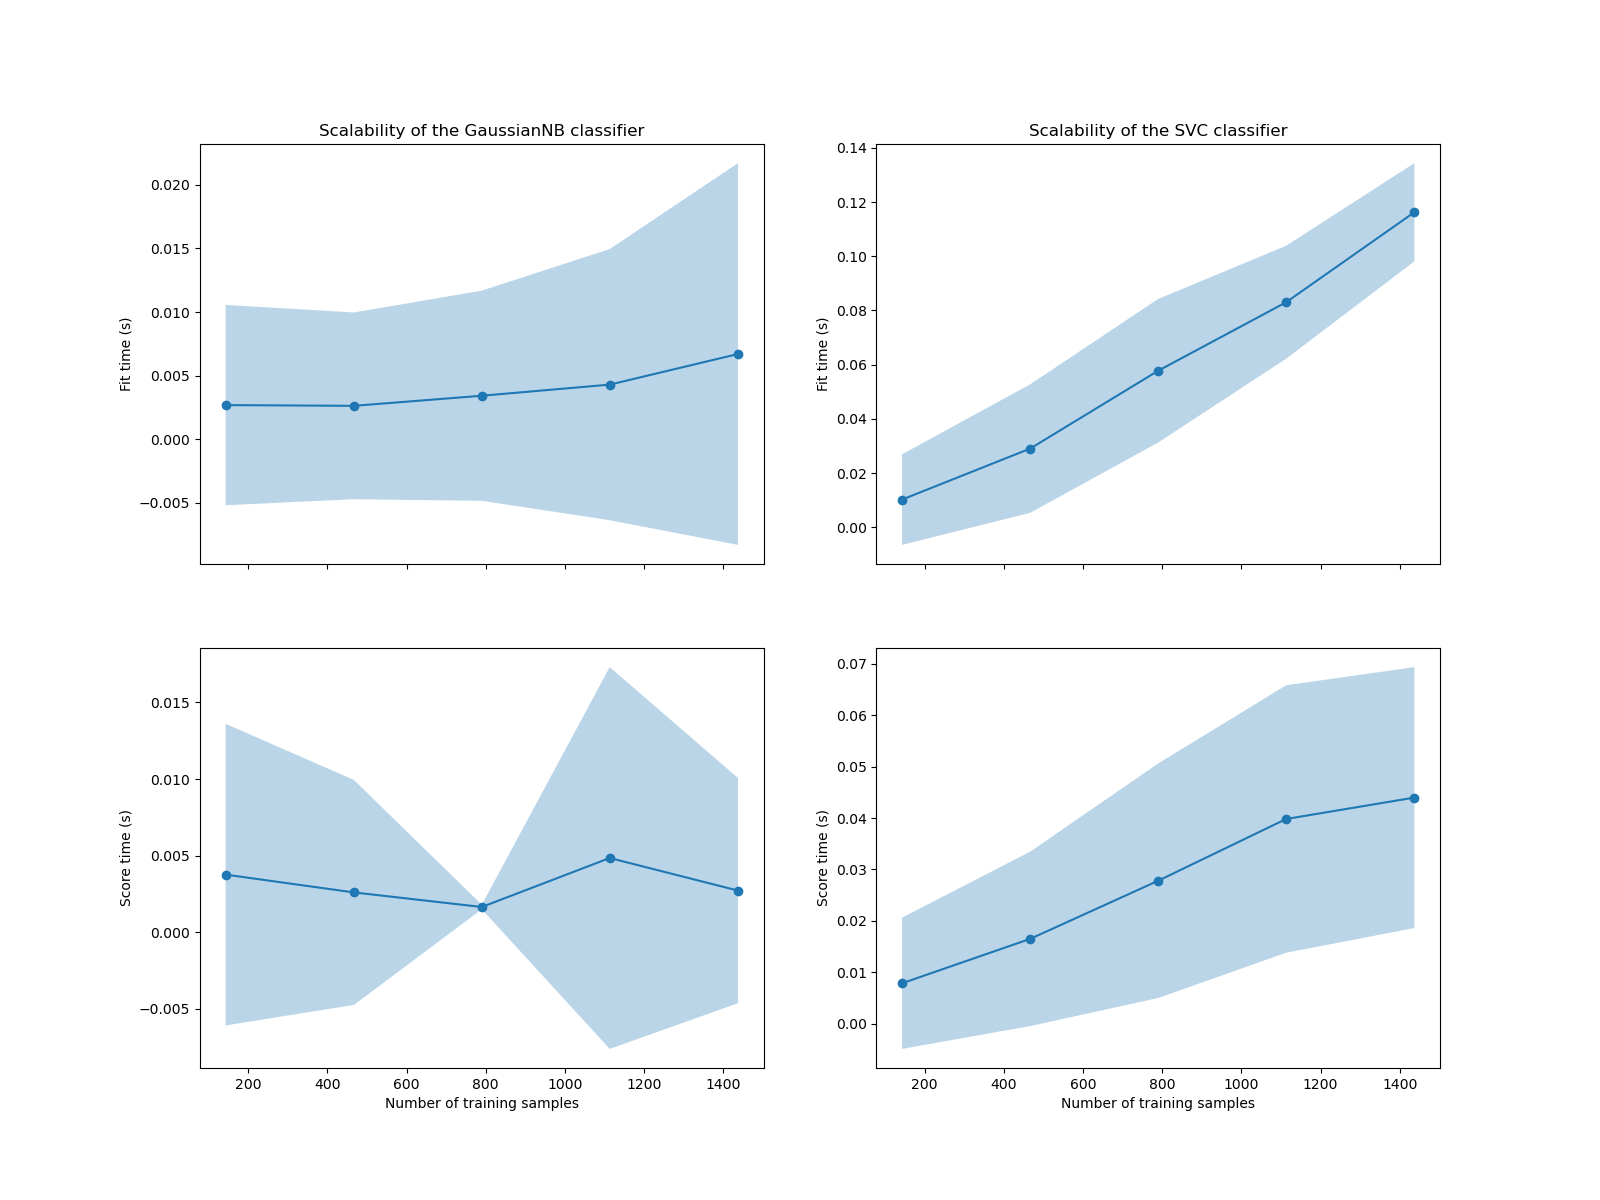 Scalability of the GaussianNB classifier
0.020
0.015
0.010
0.005
0.000
−0.005
Fit time (s)
Scalability of the SVC classifier
0.14
0.12
0.10
0.08
0.06
0.04
0.02
0.00
Fit time (s)
0.015
0.010
0.005
0.000
−0.005
Score time (s)
200 400 600 800 1000 1200 1400
Number of training samples
0.07
0.06
0.05
0.04
0.03
0.02
0.01
0.00
Score time (s)
200 400 600 800 1000 1200 1400
Number of training samples